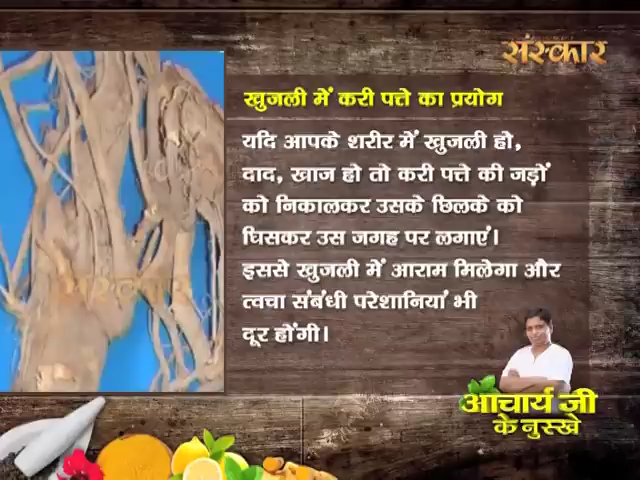 संस्कार
खुजली में करी पत्ते का प्रयोग
यदि आपके शरीर में खुजली हो,
दाद, खाज हो तो करी पत्ते की जड़ों
को निकालकर उसके छिलके को
घिसकर उस जगह पर लगाएं।
इससे खुजली में आराम मिलेगा और
त्वचा संबंधी परेशानियां भी
दूर होंगी।
संस्कार
आचार्य जी
के नुस्खे